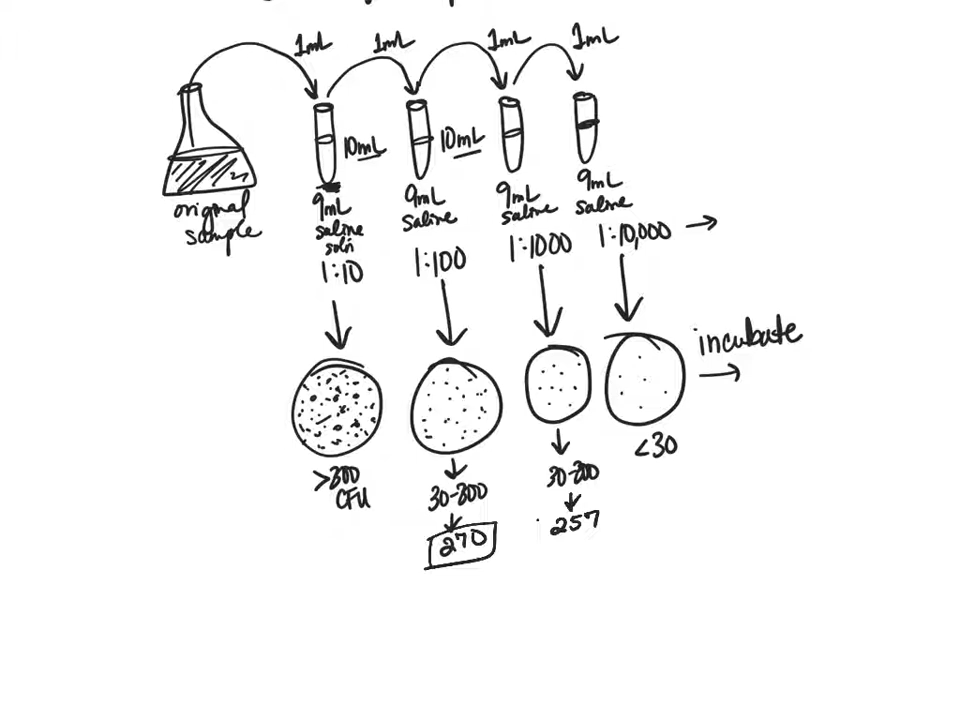 1mL 1mL 1mL 1mL
10mL 10mL
original
sample
9mL
saline
soln
1:10
9mL
saline
1:100
9mL
saline
1:1000
9mL
saline
1:10,000
incubate
>300
CFU
30-300
270
30-300
257
<30